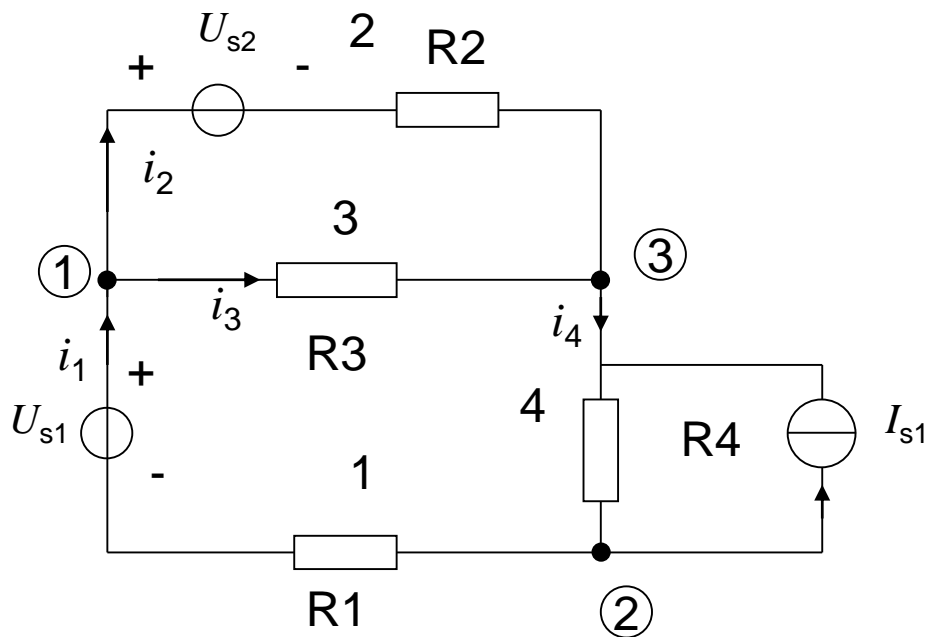 U_s2 2 R2
+ -
i_2
3
① ③
i_3 i_4
i_1 + R3
U_s1 4 R4 I_s1
- 1
R1 ②